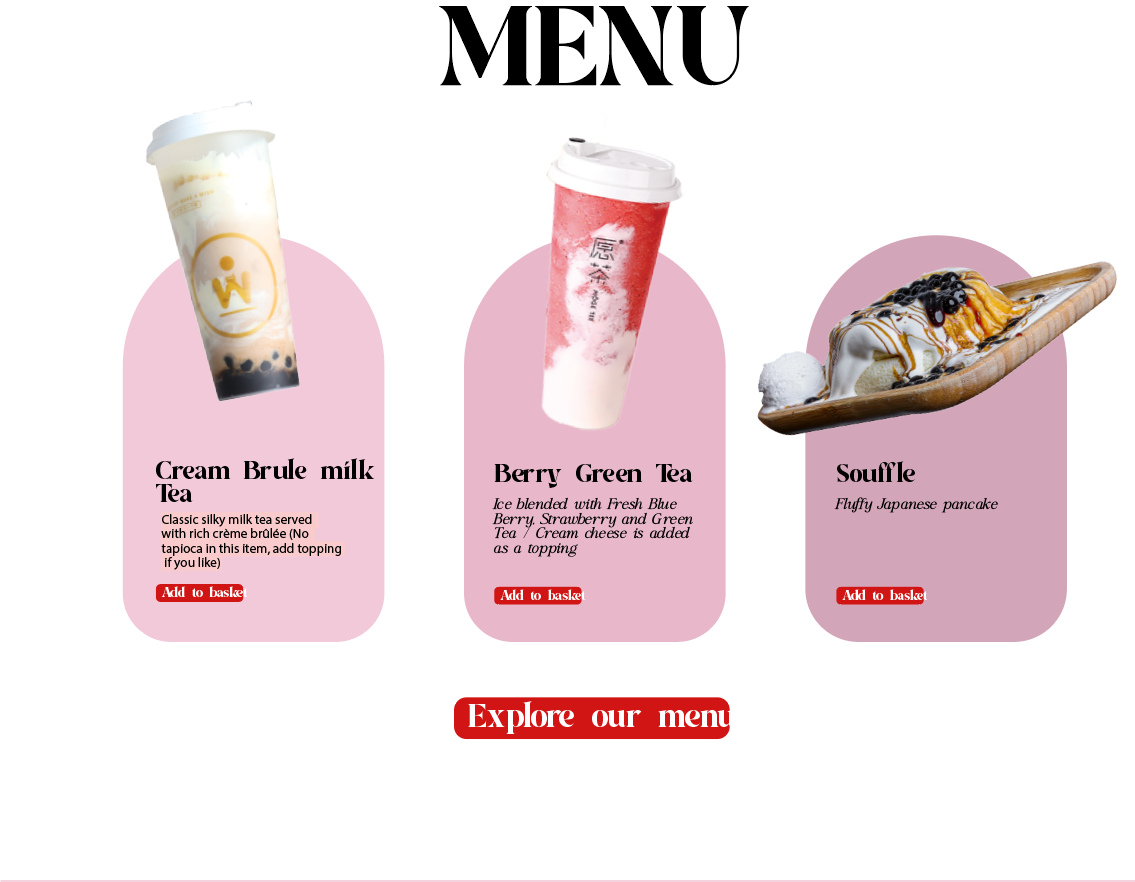 MENU
W
愿
茶
Cream Brule milk
Tea
Classic silky milk tea served
with rich crème brûlée (No
tapioca in this item, add topping
if you like)
Add to basket
Berry Green Tea
Ice blended with Fresh Blue
Berry, Strawberry and Green
Tea / Cream cheese is added
as a topping
Add to basket
Souffle
Fluffy Japanese pancake
Add to basket
Explore our menu